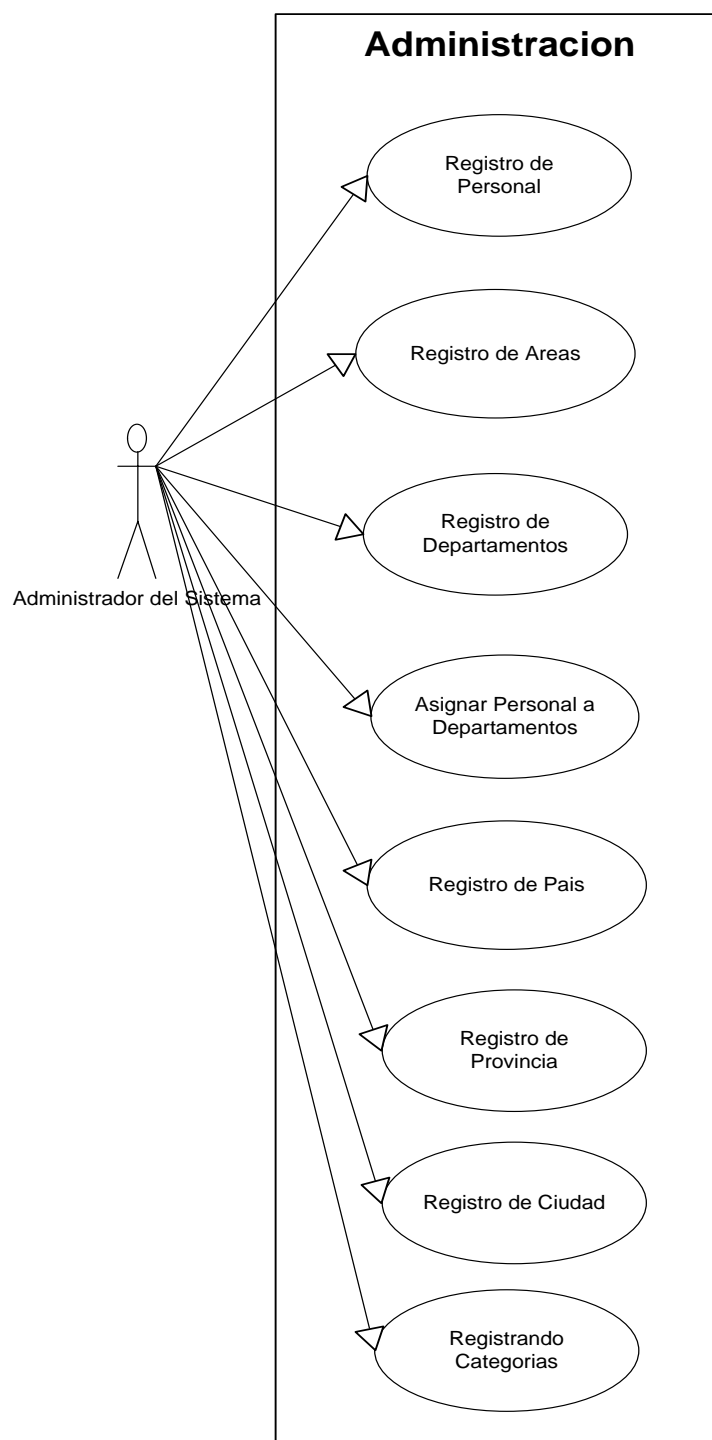 Administracion
Registro de
Personal
Registro de Areas
Registro de
Departamentos
Administrador del Sistema
Asignar Personal a
Departamentos
Registro de Pais
Registro de
Provincia
Registro de Ciudad
Registrando
Categorias